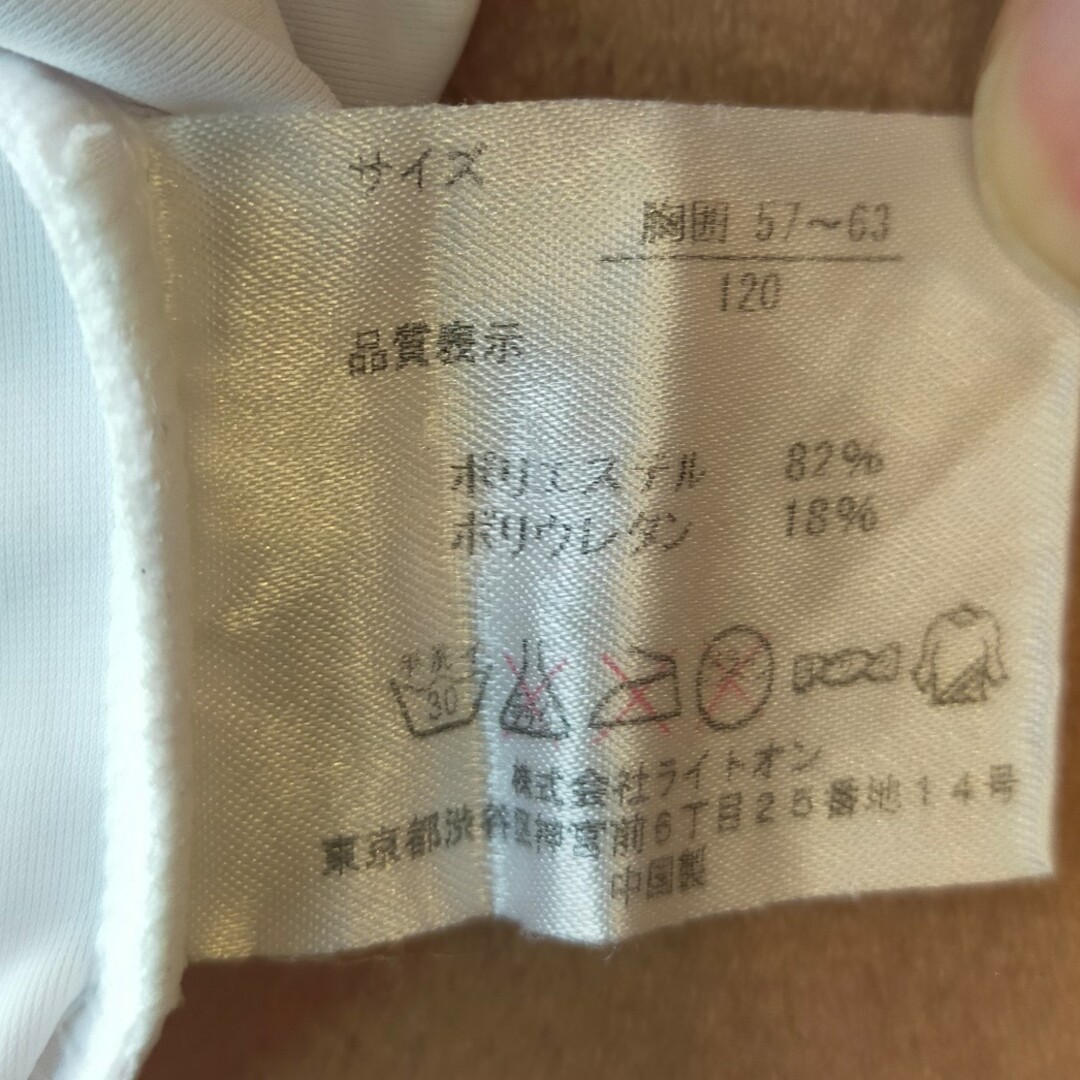 サイズ
胸囲 57〜63
120
品質表示
ポリエステル 82%
ポリウレタン 18%
手洗イ
30
株式会社ライトオン
東京都渋谷区神宮前6丁目25番地14号
中国製